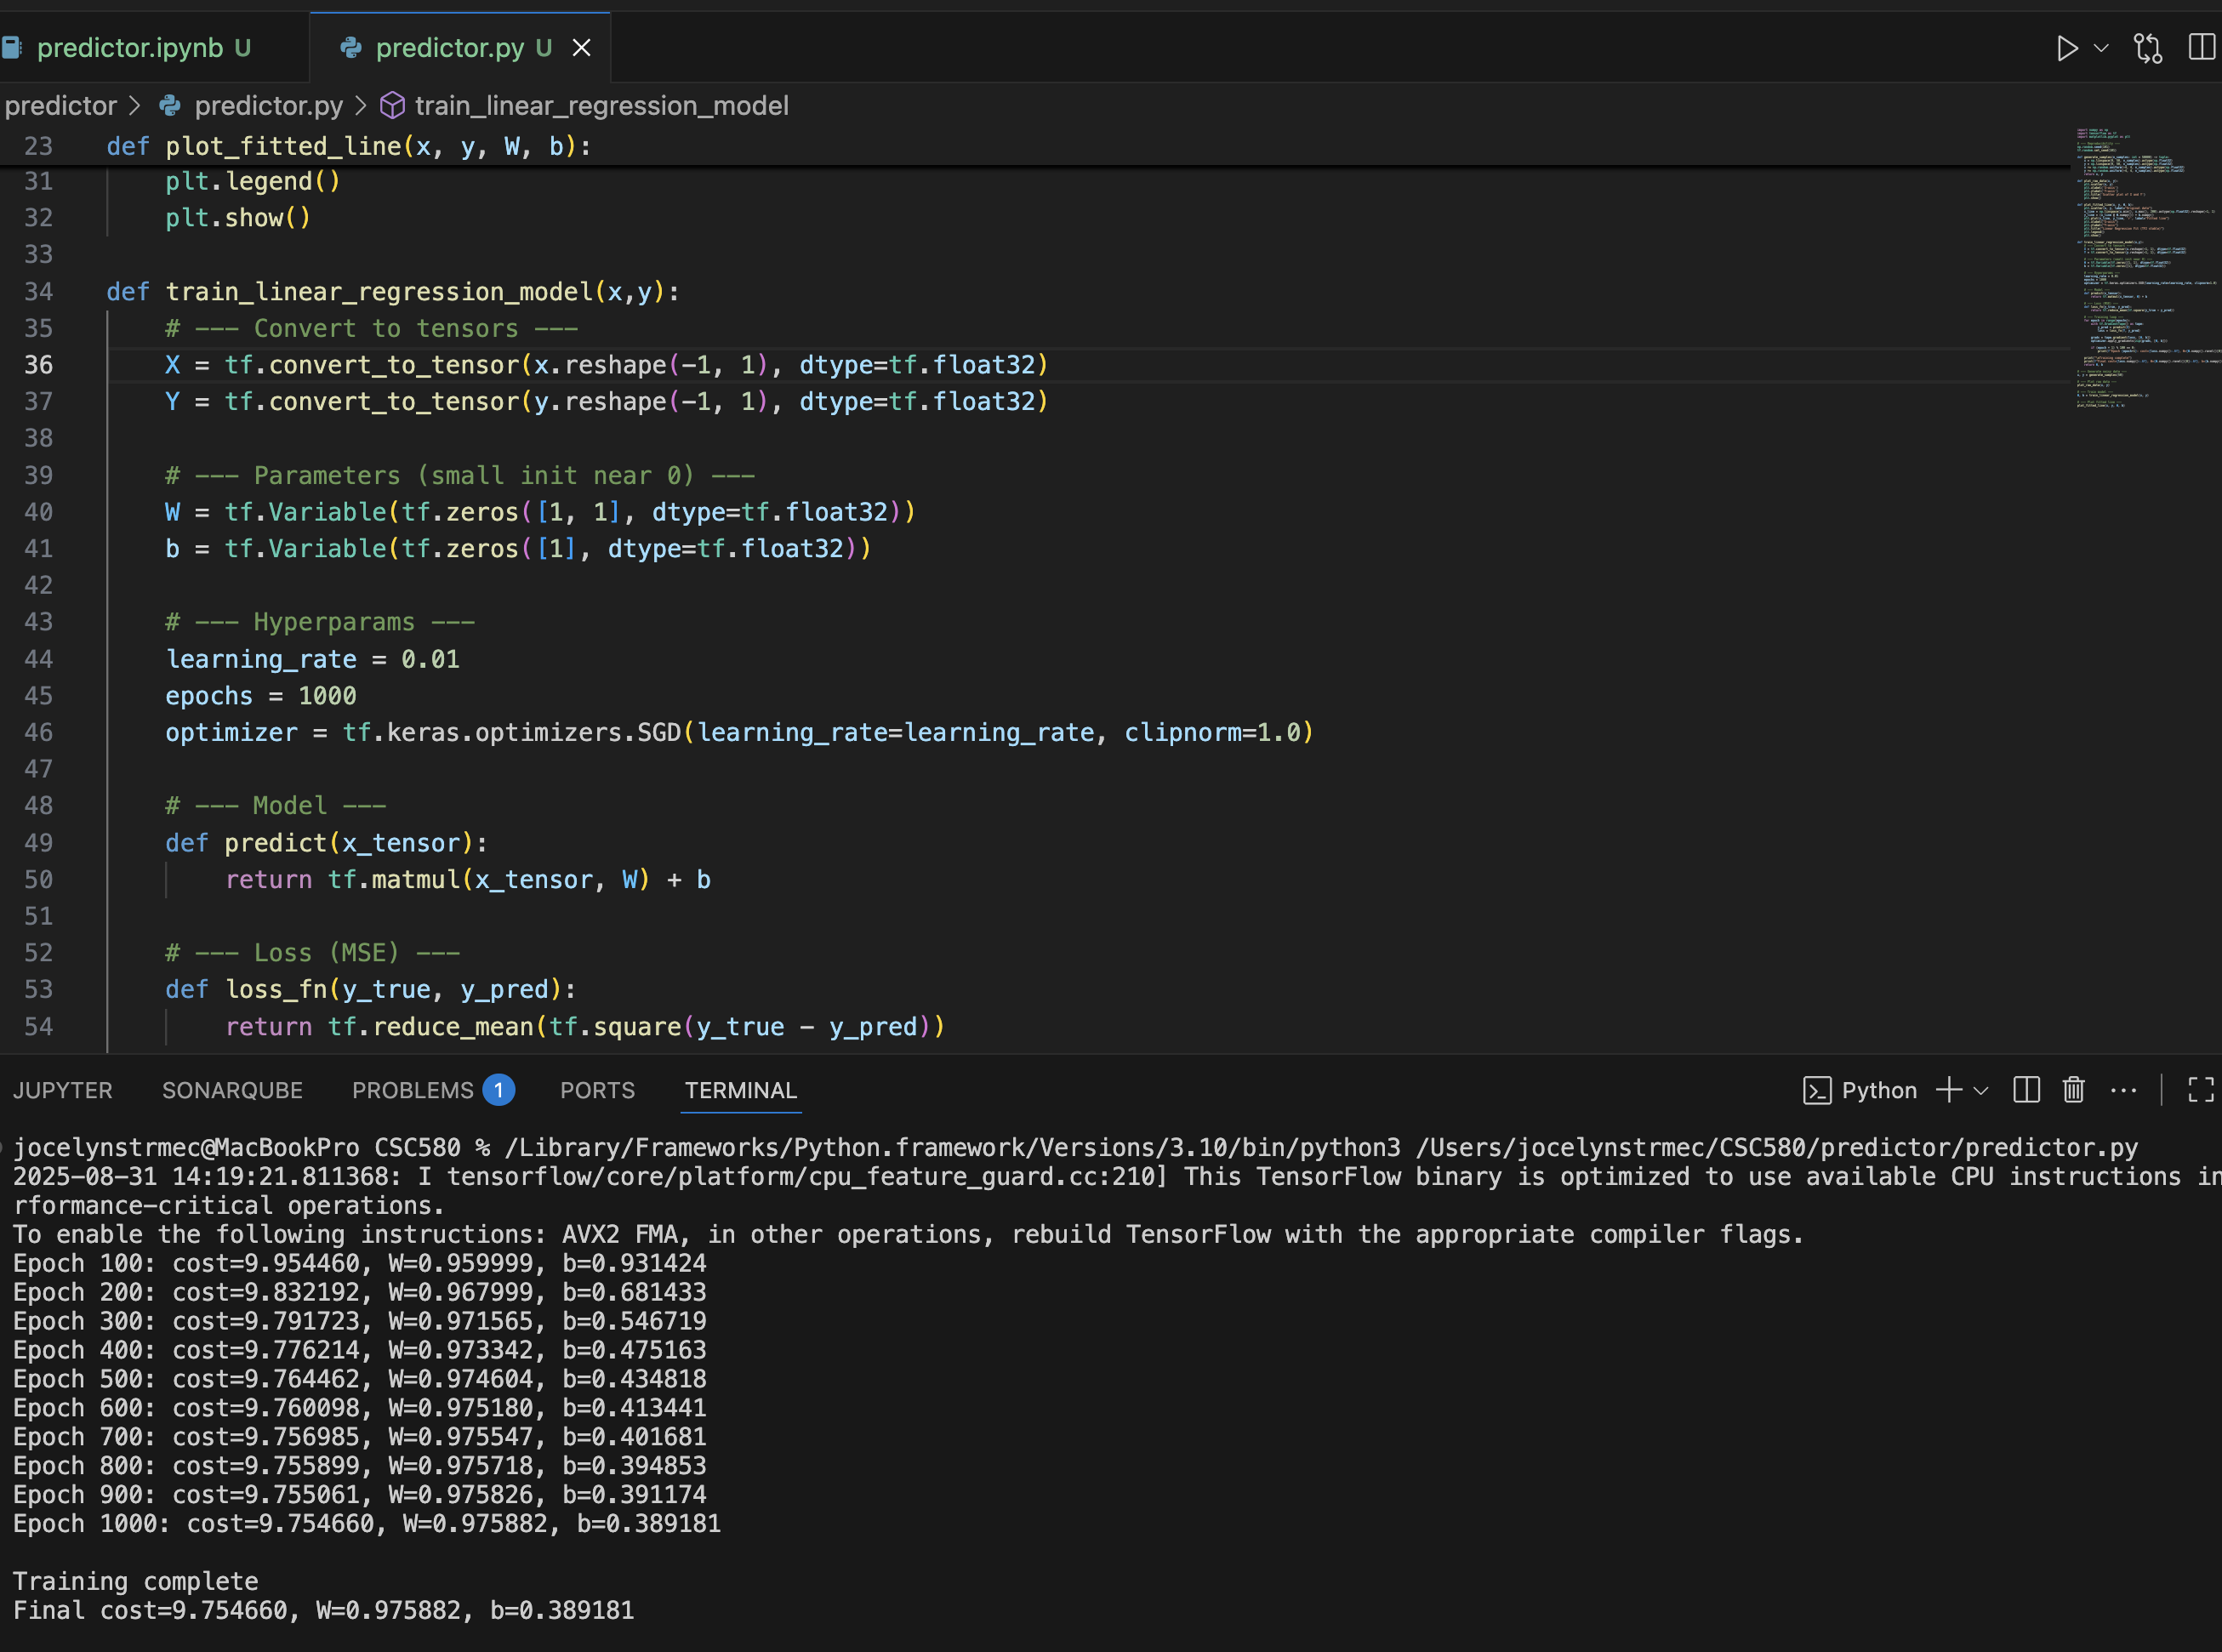 predictor.ipynb U
predictor.py U
predictor > predictor.py > train_linear_regression_model
23 def plot_fitted_line(x, y, W, b):
31 plt.legend()
32 plt.show()
33
34 def train_linear_regression_model(x,y):
35 # --- Convert to tensors ---
36 X = tf.convert_to_tensor(x.reshape(-1, 1), dtype=tf.float32)
37 Y = tf.convert_to_tensor(y.reshape(-1, 1), dtype=tf.float32)
38
39 # --- Parameters (small init near 0) ---
40 W = tf.Variable(tf.zeros([1, 1], dtype=tf.float32))
41 b = tf.Variable(tf.zeros([1], dtype=tf.float32))
42
43 # --- Hyperparams ---
44 learning_rate = 0.01
45 epochs = 1000
46 optimizer = tf.keras.optimizers.SGD(learning_rate=learning_rate, clipnorm=1.0)
47
48 # --- Model ---
49 def predict(x_tensor):
50 return tf.matmul(x_tensor, W) + b
51
52 # --- Loss (MSE) ---
53 def loss_fn(y_true, y_pred):
54 return tf.reduce_mean(tf.square(y_true - y_pred))
JUPYTER SONARQUBE PROBLEMS 1 PORTS TERMINAL Python
jocelynstrmec@MacBookPro CSC580 % /Library/Frameworks/Python.framework/Versions/3.10/bin/python3 /Users/jocelynstrmec/CSC580/predictor/predictor.py
2025-08-31 14:19:21.811368: I tensorflow/core/platform/cpu_feature_guard.cc:210] This TensorFlow binary is optimized to use available CPU instructions in
rformance-critical operations.
To enable the following instructions: AVX2 FMA, in other operations, rebuild TensorFlow with the appropriate compiler flags.
Epoch 100: cost=9.954460, W=0.959999, b=0.931424
Epoch 200: cost=9.832192, W=0.967999, b=0.681433
Epoch 300: cost=9.791723, W=0.971565, b=0.546719
Epoch 400: cost=9.776214, W=0.973342, b=0.475163
Epoch 500: cost=9.764462, W=0.974604, b=0.434818
Epoch 600: cost=9.760098, W=0.975180, b=0.413441
Epoch 700: cost=9.756985, W=0.975547, b=0.401681
Epoch 800: cost=9.755899, W=0.975718, b=0.394853
Epoch 900: cost=9.755061, W=0.975826, b=0.391174
Epoch 1000: cost=9.754660, W=0.975882, b=0.389181

Training complete
Final cost=9.754660, W=0.975882, b=0.389181